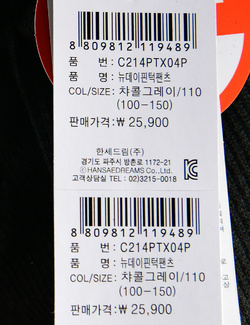 8 809812 119489
품 번: C214PTX04P
품 명: 뉴데이핀턱팬츠
COL/SIZE: 챠콜그레이/110
(100-150)
판매가격: ₩ 25,900
한세드림(주)
경기도 파주시 방촌로 1172-21
ⓒHANSAEDREAMS Co.,Ltd.
고객상담실 TEL: 02)3215-0018
8 809812 119489
품 번: C214PTX04P
품 명: 뉴데이핀턱팬츠
COL/SIZE: 챠콜그레이/110
(100-150)
판매가격: ₩ 25,900